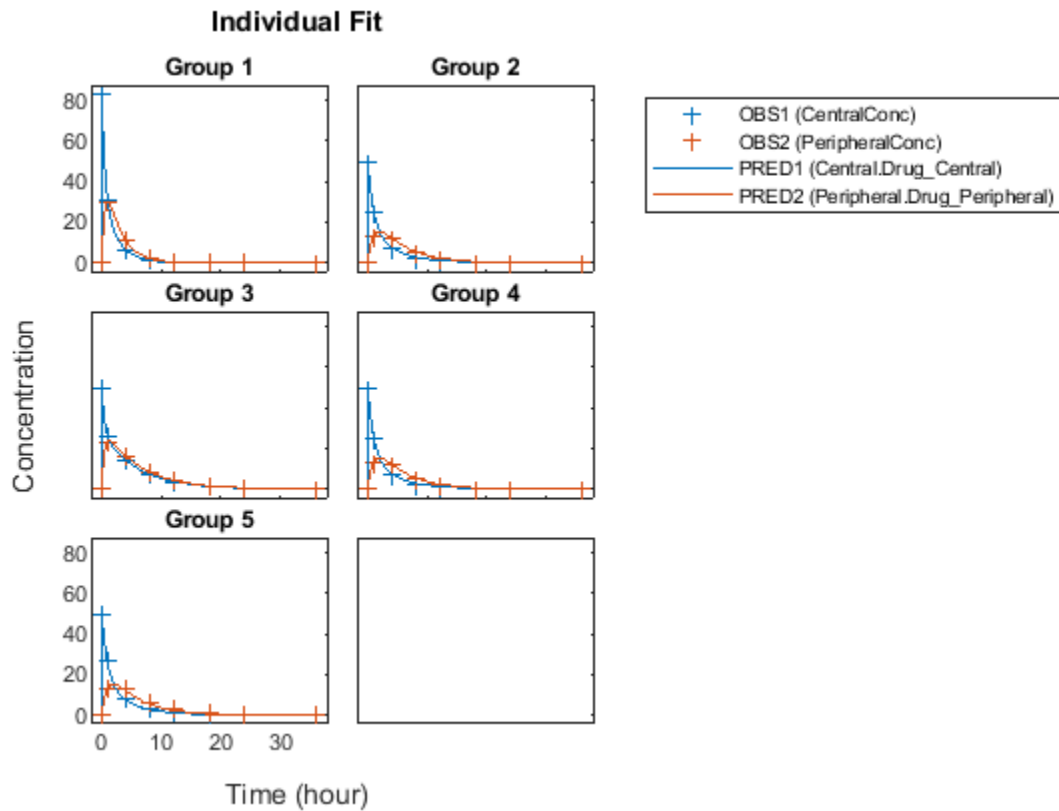 Individual Fit
Group 1
Group 2
80
60
40
20
0
OBS1 (CentralConc)
OBS2 (PeripheralConc)
PRED1 (Central.Drug_Central)
PRED2 (Peripheral.Drug_Peripheral)
Group 3
Group 4
Concentration
Group 5
80
60
40
20
0
0 10 20 30
Time (hour)